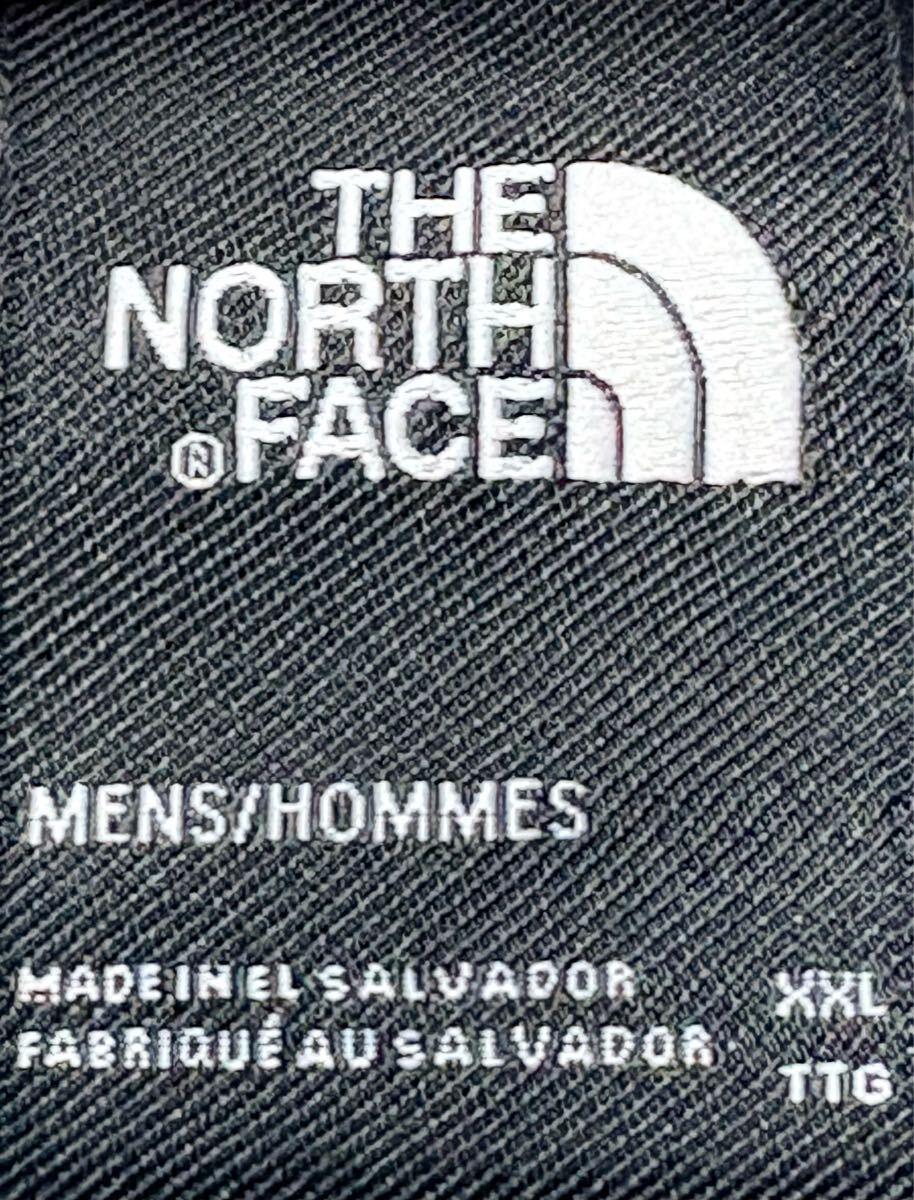 THE
NORTH
FACE
®
MENS/HOMMES
MADE IN EL SALVADOR
FABRIQUÉ AU SALVADOR
XXL
TTG